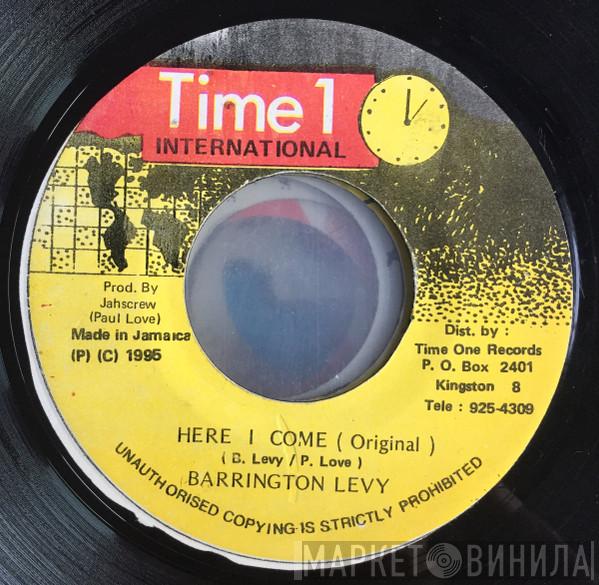 Time 1
INTERNATIONAL
Prod. By
Jahscrew
(Paul Love)
Made in Jamaica
(P) (C) 1995
Dist. by :
Time One Records
P. O. Box 2401
Kingston 8
Tele : 925-4309
HERE I COME ( Original )
( B. Levy / P. Love )
BARRINGTON LEVY
UNAUTHORISED COPYING IS STRICTLY PROHIBITED
МАРКЕТ ВИНИЛА